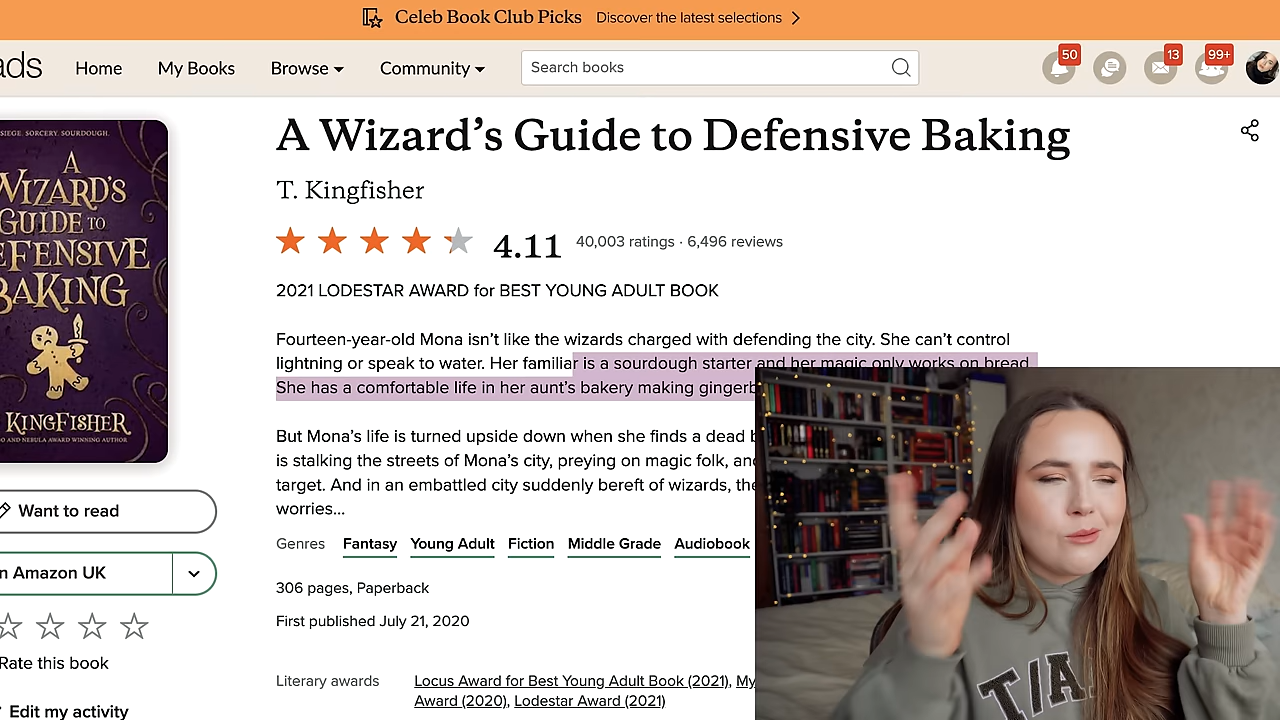 Celeb Book Club Picks Discover the latest selections
ads Home My Books Browse Community Search books 50 13 99+
SIEGE. SORCERY. SOURDOUGH.
A
WIZARD'S
GUIDE TO
DEFENSIVE
BAKING
KINGFISHER
AND NEBULA AWARD WINNING AUTHOR
Want to read
n Amazon UK
Rate this book
Edit my activity
A Wizard's Guide to Defensive Baking
T. Kingfisher
4.11 40,003 ratings · 6,496 reviews
2021 LODESTAR AWARD for BEST YOUNG ADULT BOOK
Fourteen-year-old Mona isn't like the wizards charged with defending the city. She can't control
lightning or speak to water. Her familiar is a sourdough starter and her magic only works on bread.
She has a comfortable life in her aunt's bakery making gingerb
But Mona's life is turned upside down when she finds a dead b
is stalking the streets of Mona's city, preying on magic folk, and
target. And in an embattled city suddenly bereft of wizards, the
worries...
Genres Fantasy Young Adult Fiction Middle Grade Audiobook
306 pages, Paperback
First published July 21, 2020
Literary awards Locus Award for Best Young Adult Book (2021), My
Award (2020), Lodestar Award (2021)
T/A